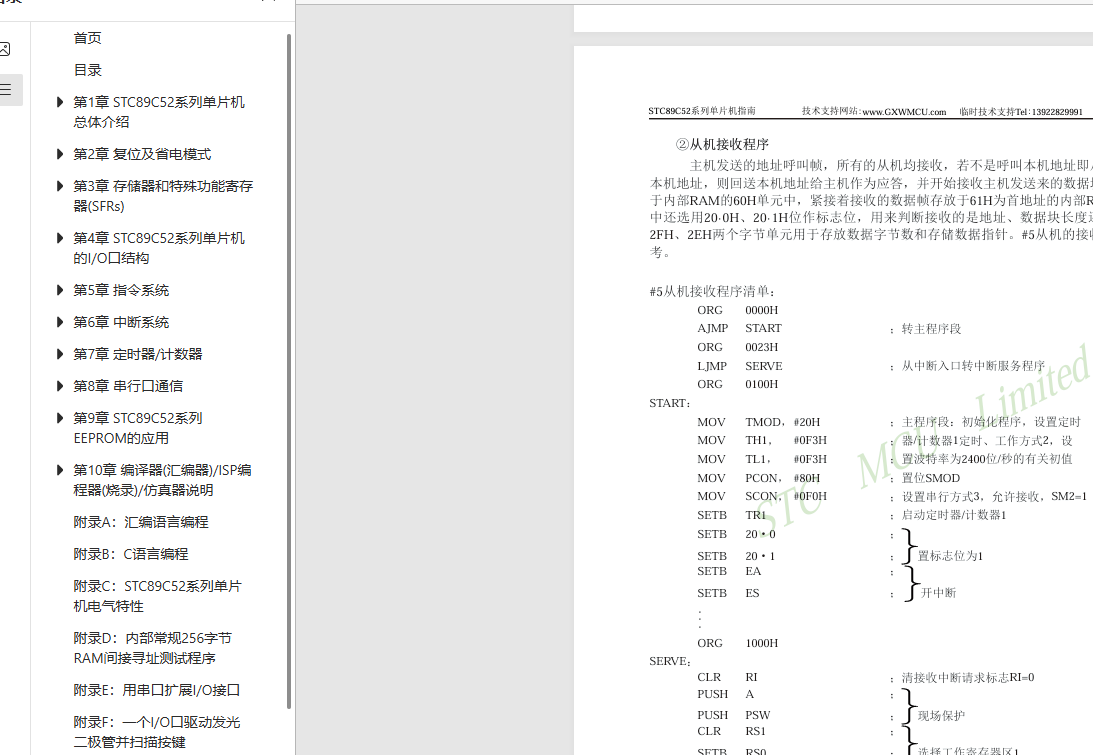 首页
目录
第1章 STC89C52系列单片机
总体介绍
第2章 复位及省电模式
第3章 存储器和特殊功能寄存
器(SFRs)
第4章 STC89C52系列单片机
的I/O口结构
第5章 指令系统
第6章 中断系统
第7章 定时器/计数器
第8章 串行口通信
第9章 STC89C52系列
EEPROM的应用
第10章 编译器(汇编器)/ISP编
程器(烧录)/仿真器说明
附录A：汇编语言编程
附录B：C语言编程
附录C：STC89C52系列单片
机电气特性
附录D：内部常规256字节
RAM间接寻址测试程序
附录E：用串口扩展I/O接口
附录F：一个I/O口驱动发光
二极管并扫描按键
STC89C52系列单片机指南 技术支持网站:www.GXWMCU.com 临时技术支持Tel:13922829991
②从机接收程序
主机发送的地址呼叫帧，所有的从机均接收，若不是呼叫本机地址即
本机地址，则回送本机地址给主机作为应答，并开始接收主机发送来的数据
于内部RAM的60H单元中，紧接着接收的数据帧存放于61H为首地址的内部R
中还选用20·0H、20·1H位作标志位，用来判断接收的是地址、数据块长度
2FH、2EH两个字节单元用于存放数据字节数和存储数据指针。#5从机的接
考。
#5从机接收程序清单：
ORG 0000H
AJMP START ；转主程序段
ORG 0023H
LJMP SERVE ；从中断入口转中断服务程序
ORG 0100H
START：
MOV TMOD，#20H ；主程序段：初始化程序，设置定时
MOV TH1， #0F3H ；器/计数器1定时、工作方式2，设
MOV TL1， #0F3H ；置波特率为2400位/秒的有关初值
MOV PCON，#80H ；置位SMOD
MOV SCON，#0F0H ；设置串行方式3，允许接收，SM2=1
SETB TR1 ；启动定时器/计数器1
SETB 20·0 ；
SETB 20·1 ；置标志位为1
SETB EA ；
SETB ES ；开中断
.
.
.
ORG 1000H
SERVE：
CLR RI ；清接收中断请求标志RI=0
PUSH A ；
PUSH PSW ；现场保护
CLR RS1 ；
SETB RS0 ；选择工作寄存器区1
STC MCU Limited